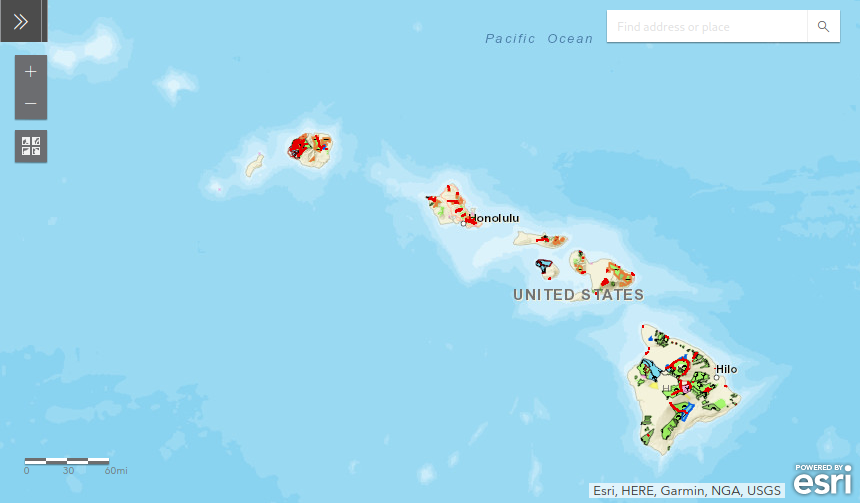 Find address or place
Pacific Ocean
Honolulu
UNITED STATES
Hilo
0 30 60mi
POWERED BY
esri
Esri, HERE, Garmin, NGA, USGS